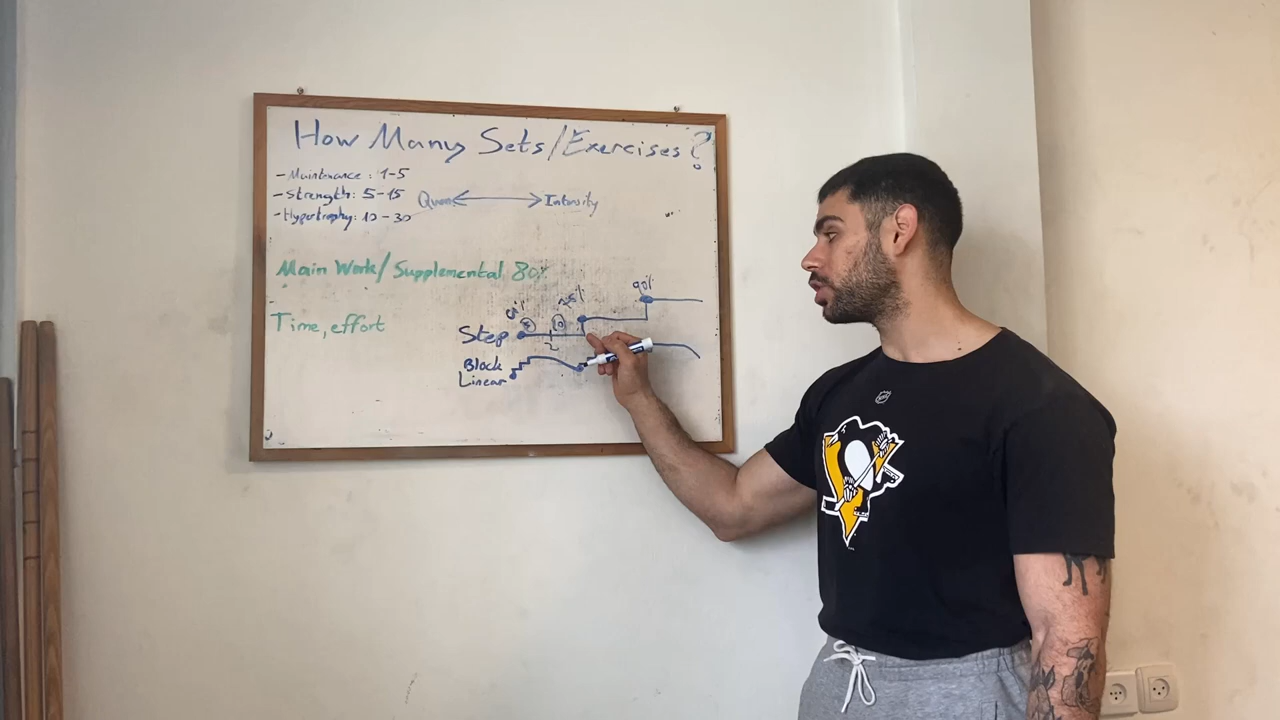 How Many Sets/Exercises?
- Maintenance: 1-5
- Strength: 5-15
- Hypertrophy: 10-30
Intensity
Main Work/Supplemental 80%
Time, effort
90%
Step
Block
Linear